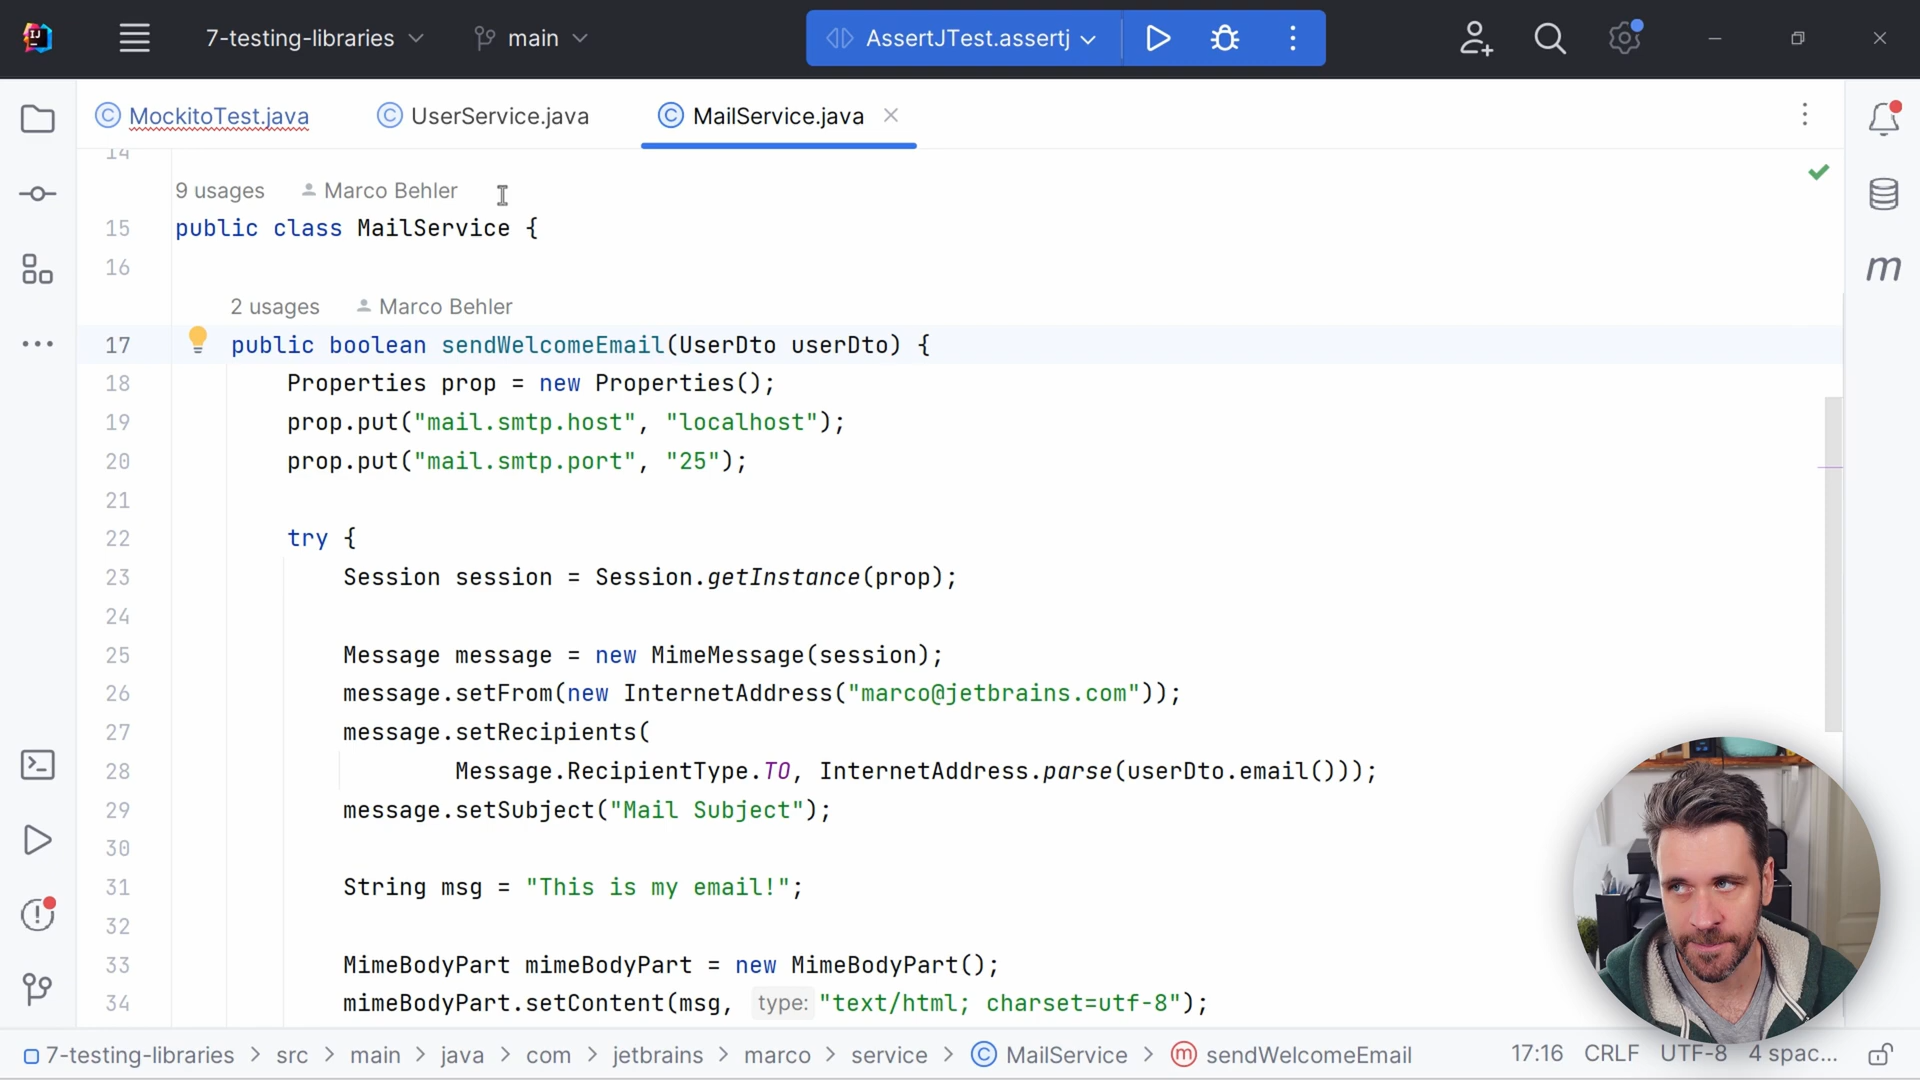 7-testing-libraries main AssertJTest.assertj
MockitoTest.java UserService.java MailService.java
14
9 usages Marco Behler
15 public class MailService {
16
2 usages Marco Behler
17 public boolean sendWelcomeEmail(UserDto userDto) {
18 Properties prop = new Properties();
19 prop.put("mail.smtp.host", "localhost");
20 prop.put("mail.smtp.port", "25");
21
22 try {
23 Session session = Session.getInstance(prop);
24
25 Message message = new MimeMessage(session);
26 message.setFrom(new InternetAddress("marco@jetbrains.com"));
27 message.setRecipients(
28 Message.RecipientType.TO, InternetAddress.parse(userDto.email()));
29 message.setSubject("Mail Subject");
30
31 String msg = "This is my email!";
32
33 MimeBodyPart mimeBodyPart = new MimeBodyPart();
34 mimeBodyPart.setContent(msg, type: "text/html; charset=utf-8");
7-testing-libraries > src > main > java > com > jetbrains > marco > service > MailService > sendWelcomeEmail 17:16 CRLF UTF-8 4 spac...